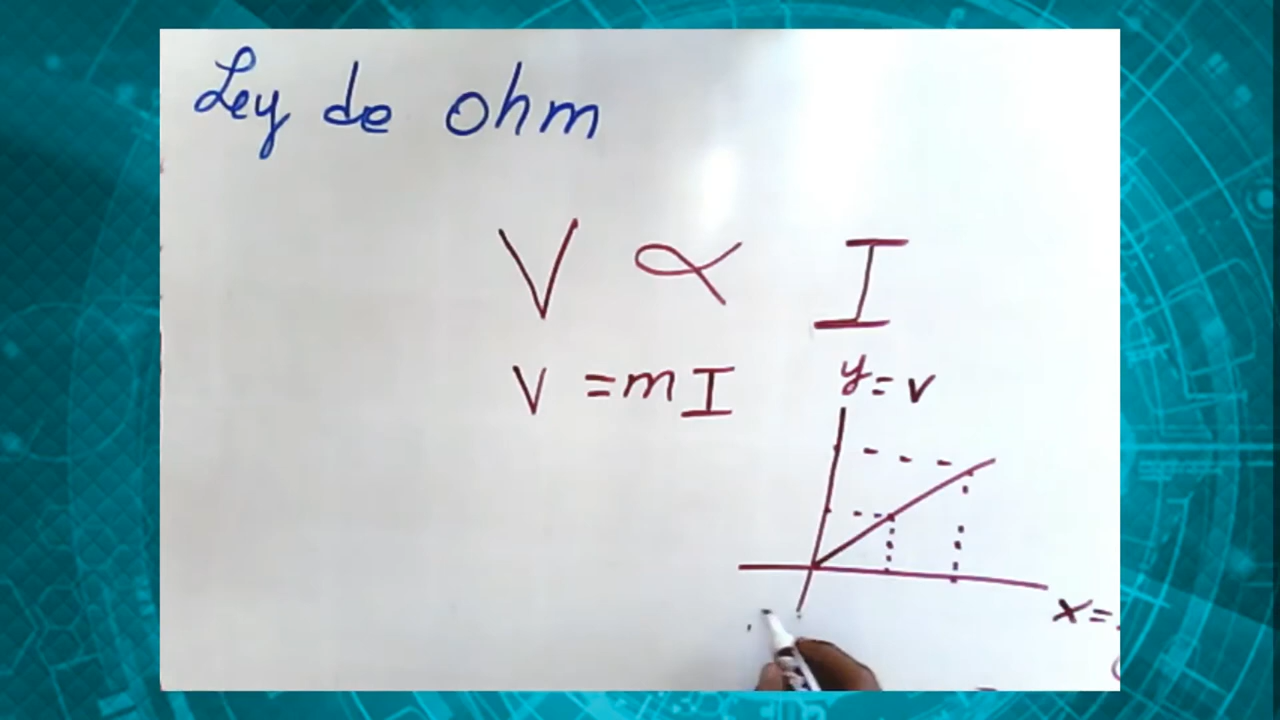 Ley de ohm
V ∝ I
V = m I
y = v
x =